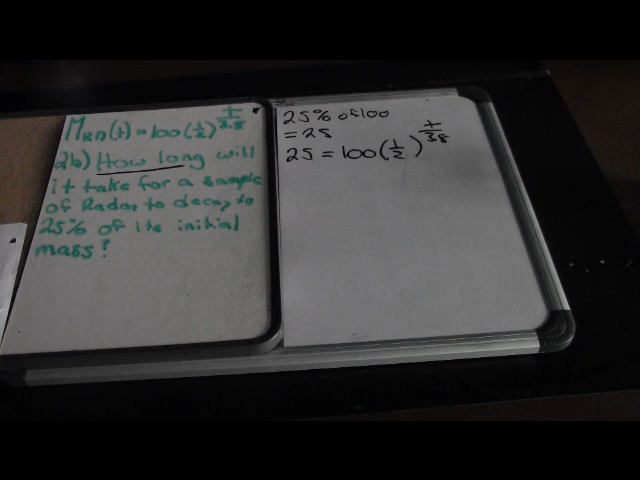 M_RD(t) = 100(1/2)^(t/3.8)
2b) How long will
it take for a sample
of Radon to decay to
25% of its initial
mass?
25% of 100
= 25
25 = 100(1/2)^(t/3.8)